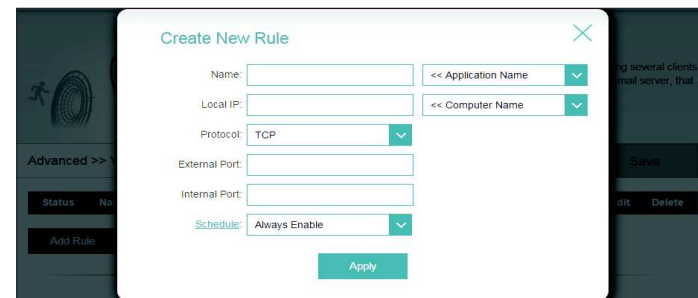 Create New Rule
Name: << Application Name
Local IP: << Computer Name
Protocol: TCP
External Port:
Internal Port:
Schedule: Always Enable
Apply
ng several clients
mail server, that
Advanced >> V
Save
Status Na dit Delete
Add Rule